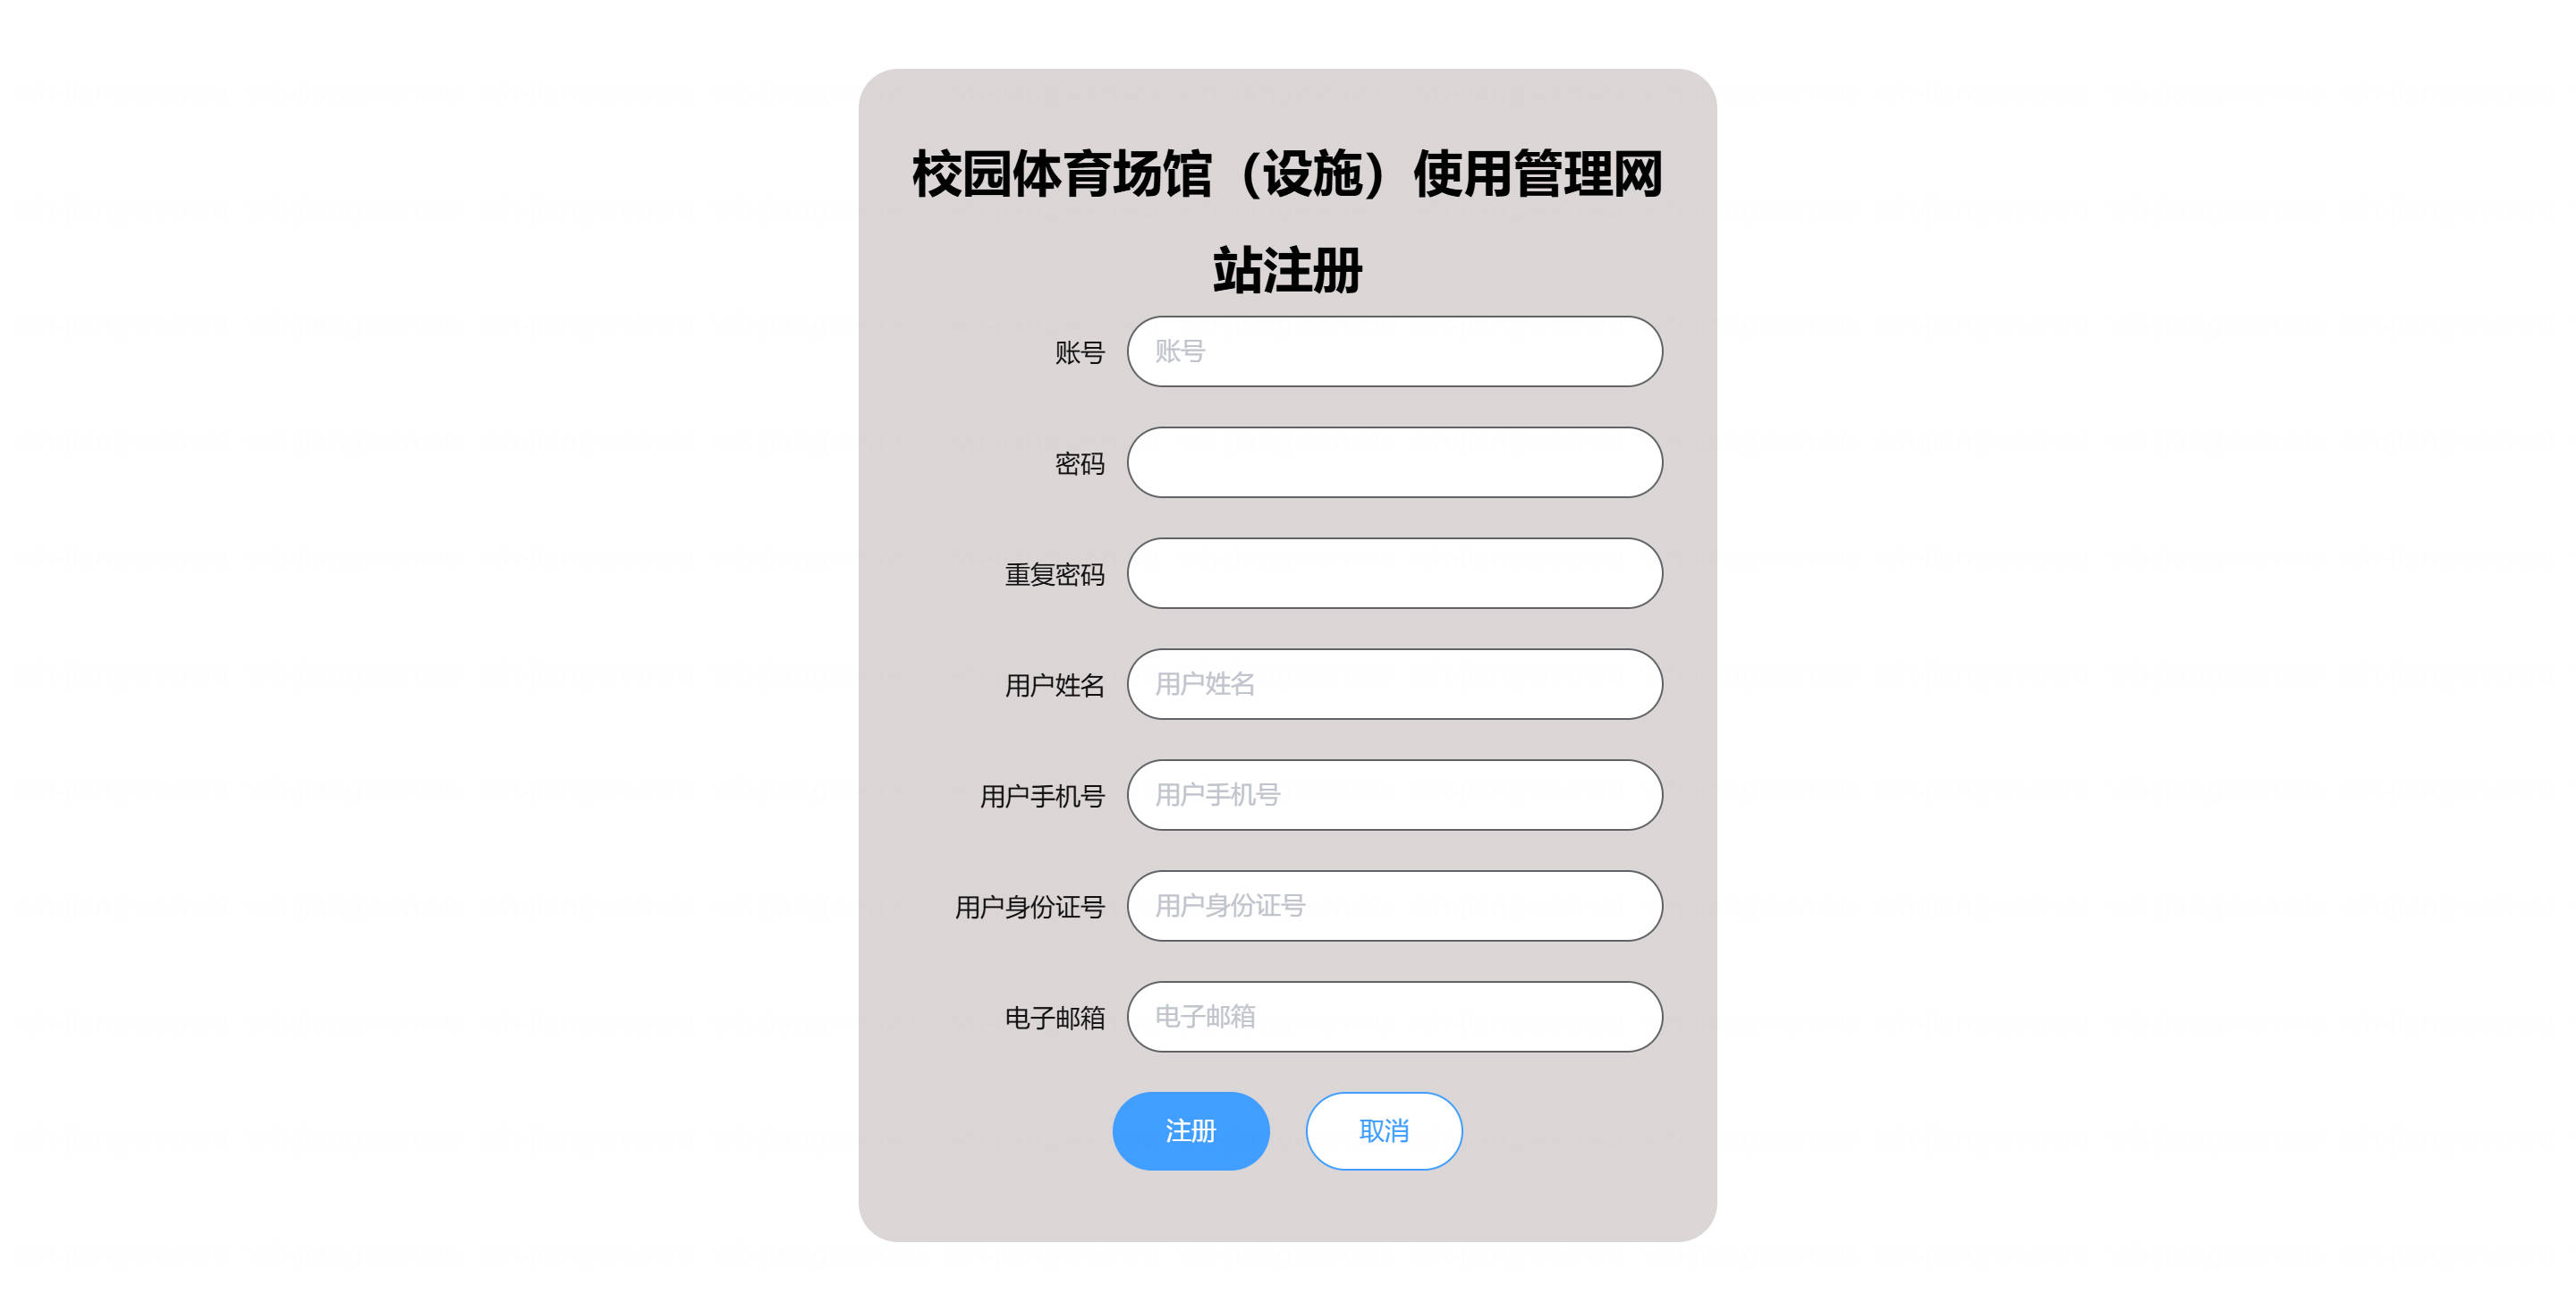 校园体育场馆（设施）使用管理网
站注册
账号 账号
密码
重复密码
用户姓名 用户姓名
用户手机号 用户手机号
用户身份证号 用户身份证号
电子邮箱 电子邮箱
注册 取消